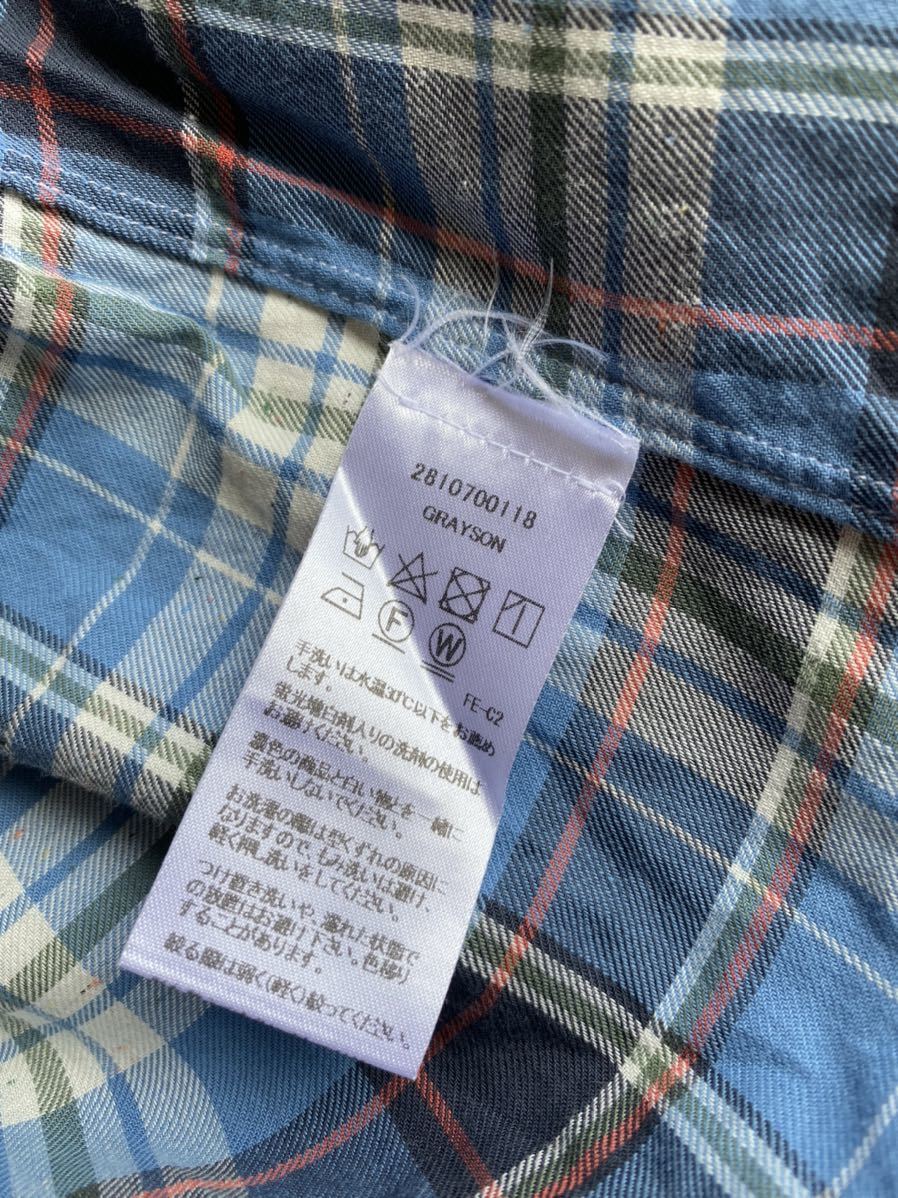 2810700118
GRAYSON
F W
FE-C2
手洗いは水温30℃以下をお薦め
します。
蛍光増白剤入りの洗剤の使用は
お避けください。
濃色の商品と白い物とを一緒に
手洗いしないでください。
お洗濯の際は型くずれの原因に
なりますので、もみ洗いは避け、
軽く押し洗いをしてください。
つけ置き洗いや、濡れた状態で
の放置はお避け下さい。色移り
することがあります。
絞る際は弱く(軽く)絞ってください。